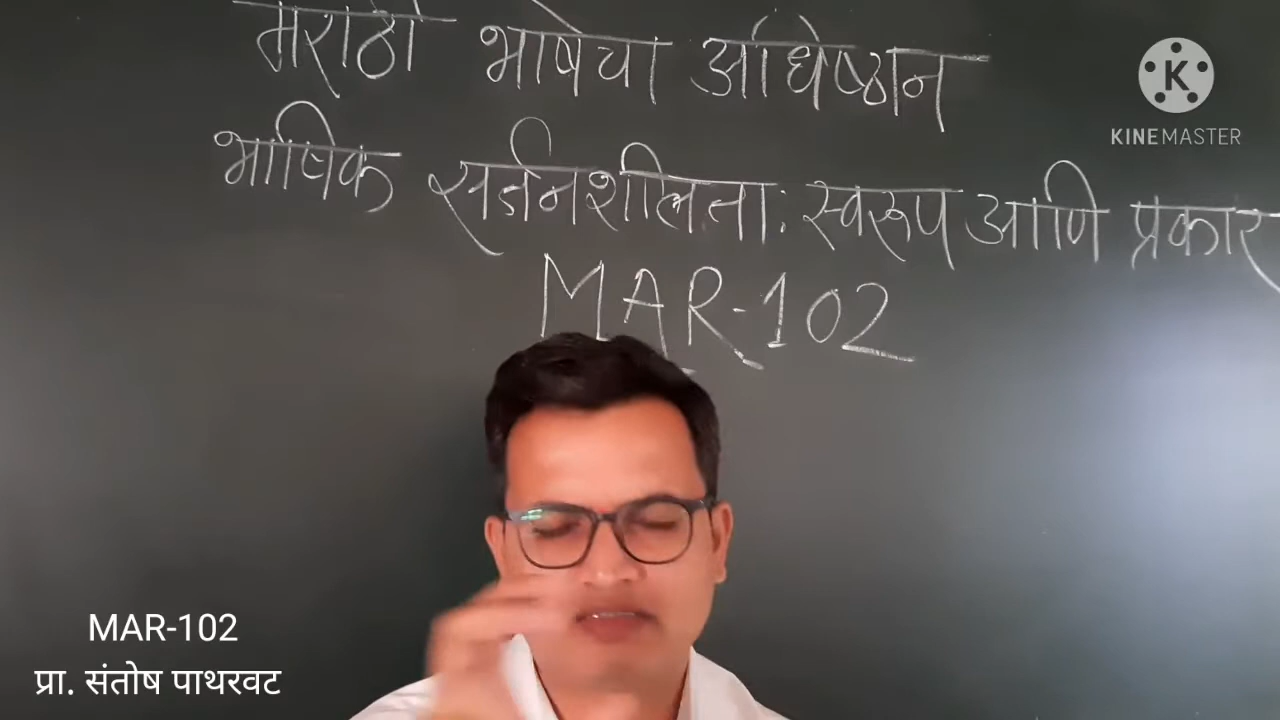 मराठी भाषेचा अधिष्ठान
भाषिक सर्जनशीलता: स्वरूप आणि प्रकार
MAR-102
KINEMASTER
MAR-102
प्रा. संतोष पाथरवट